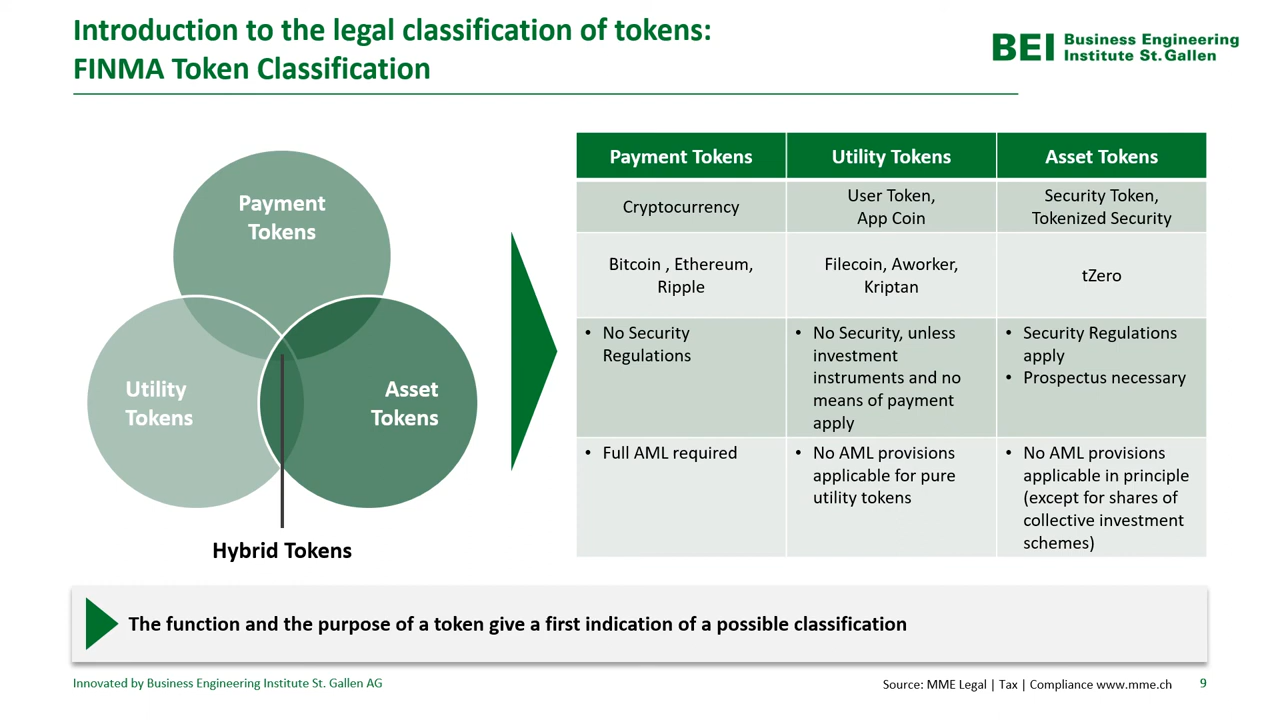 Introduction to the legal classification of tokens:
FINMA Token Classification
BEI Business Engineering
Institute St. Gallen
Payment
Tokens
Utility
Tokens
Asset
Tokens
Hybrid Tokens
Payment Tokens
Utility Tokens
Asset Tokens
Cryptocurrency
User Token,
App Coin
Security Token,
Tokenized Security
Bitcoin , Ethereum,
Ripple
Filecoin, Aworker,
Kriptan
tZero
• No Security
Regulations
• No Security, unless
investment
instruments and no
means of payment
apply
• Security Regulations
apply
• Prospectus necessary
• Full AML required
• No AML provisions
applicable for pure
utility tokens
• No AML provisions
applicable in principle
(except for shares of
collective investment
schemes)
The function and the purpose of a token give a first indication of a possible classification
Innovated by Business Engineering Institute St. Gallen AG
Source: MME Legal | Tax | Compliance www.mme.ch
9